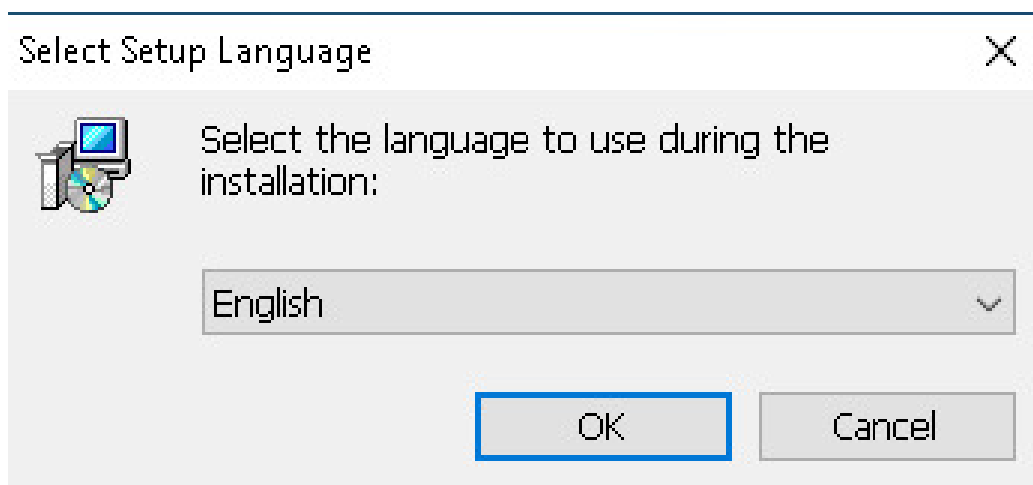 Select Setup Language
Select the language to use during the
installation:
English
OK
Cancel